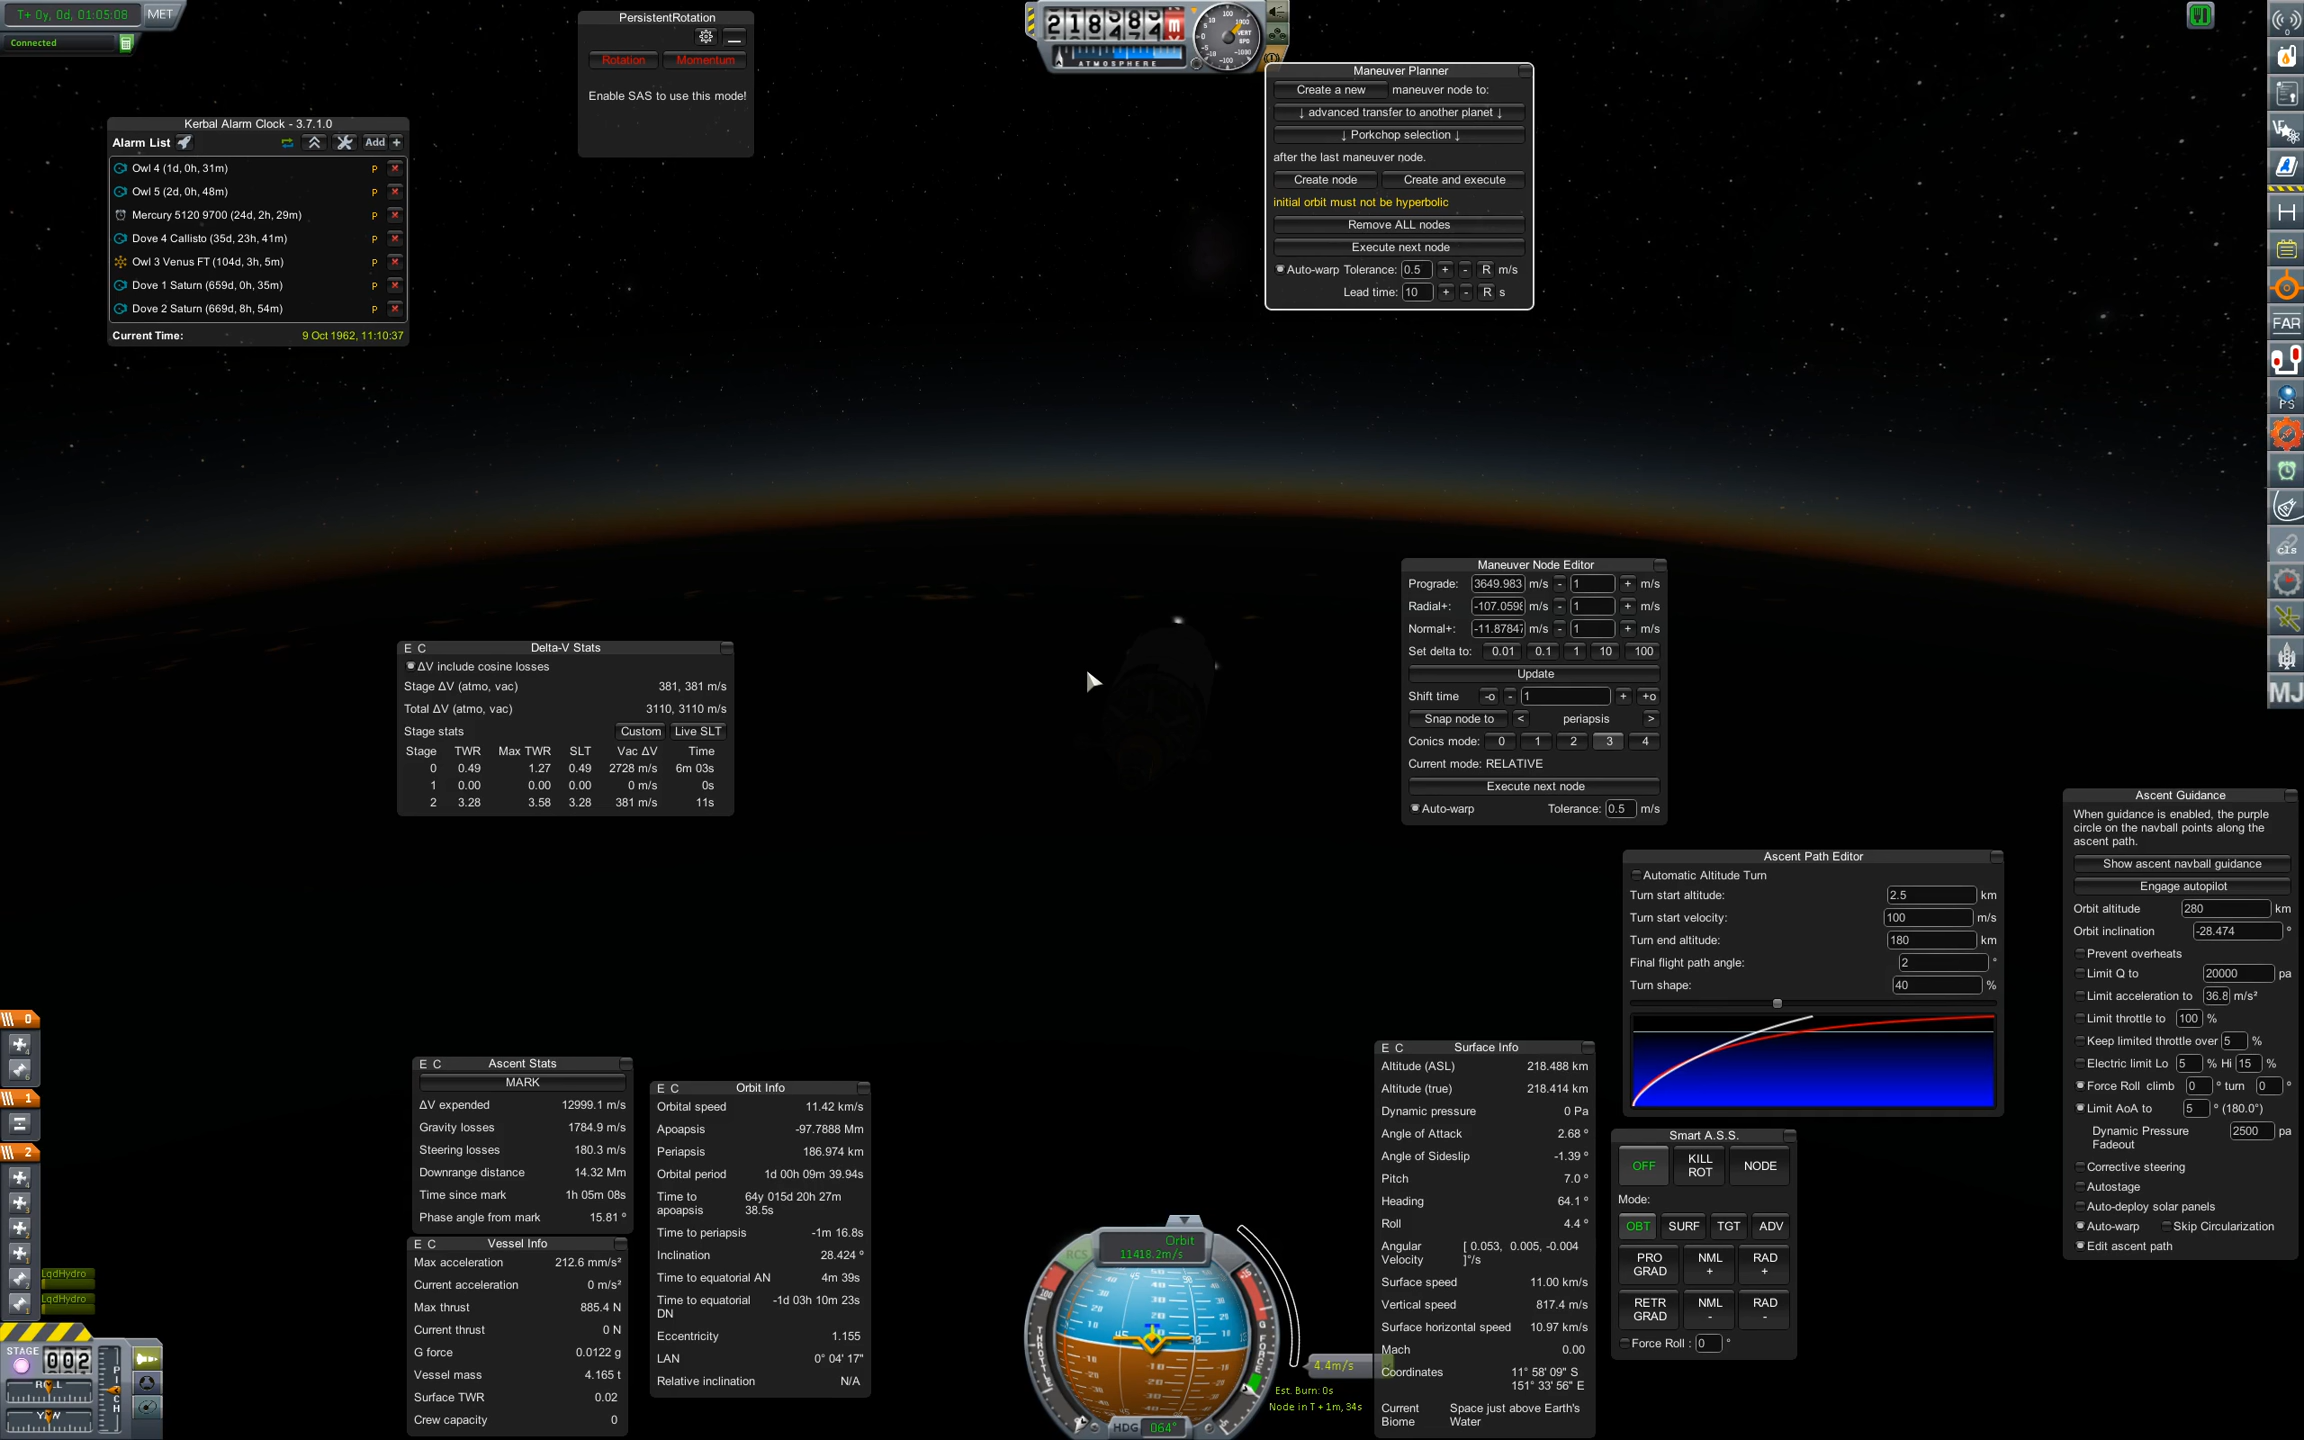 T+ 0y, 0d, 01:05:08 MET
Connected
PersistentRotation
Rotation Momentum
Enable SAS to use this mode!
ATMOSPHERE
Kerbal Alarm Clock - 3.7.1.0
Alarm List Add +
Owl 4 (1d, 0h, 31m) P
Owl 5 (2d, 0h, 48m) P
Mercury 5120 9700 (24d, 2h, 29m) P
Dove 4 Callisto (35d, 23h, 41m) P
Owl 3 Venus FT (104d, 3h, 5m) P
Dove 1 Saturn (659d, 0h, 35m) P
Dove 2 Saturn (669d, 8h, 54m) P
Current Time: 9 Oct 1962, 11:10:37
Maneuver Planner
Create a new maneuver node to:
↓ advanced transfer to another planet ↓
↓ Porkchop selection ↓
after the last maneuver node.
Create node Create and execute
initial orbit must not be hyperbolic
Remove ALL nodes
Execute next node
Auto-warp Tolerance: 0.5 + - R m/s
Lead time: 10 + - R s
FAR
PS
cls
MJ
Maneuver Node Editor
Prograde: 3649.983 m/s - 1 + m/s
Radial+: -107.0598 m/s - 1 + m/s
Normal+: -11.87847 m/s - 1 + m/s
Set delta to: 0.01 0.1 1 10 100
Update
Shift time -o - 1 + +o
Snap node to < periapsis >
Conics mode: 0 1 2 3 4
Current mode: RELATIVE
Execute next node
Auto-warp Tolerance: 0.5 m/s
E C Delta-V Stats
ΔV include cosine losses
Stage ΔV (atmo, vac) 381, 381 m/s
Total ΔV (atmo, vac) 3110, 3110 m/s
Stage stats Custom Live SLT
Stage TWR Max TWR SLT Vac ΔV Time
0 0.49 1.27 0.49 2728 m/s 6m 03s
1 0.00 0.00 0.00 0 m/s 0s
2 3.28 3.58 3.28 381 m/s 11s
Ascent Guidance
When guidance is enabled, the purple
circle on the navball points along the
ascent path.
Show ascent navball guidance
Engage autopilot
Orbit altitude 280 km
Orbit inclination -28.474 º
Prevent overheats
Limit Q to 20000 pa
Limit acceleration to 36.8 m/s²
Limit throttle to 100 %
Keep limited throttle over 5 %
Electric limit Lo 5 % Hi 15 %
Force Roll climb 0 º turn 0 º
Limit AoA to 5 º (180.0°)
Dynamic Pressure 2500 pa
Fadeout
Corrective steering
Autostage
Auto-deploy solar panels
Auto-warp Skip Circularization
Edit ascent path
Ascent Path Editor
Automatic Altitude Turn
Turn start altitude: 2.5 km
Turn start velocity: 100 m/s
Turn end altitude: 180 km
Final flight path angle: 2 °
Turn shape: 40 %
0
1
2
LqdHydro
LqdHydro
STAGE 002
ROLL
YAW
PITCH
E C Ascent Stats
MARK
ΔV expended 12999.1 m/s
Gravity losses 1784.9 m/s
Steering losses 180.3 m/s
Downrange distance 14.32 Mm
Time since mark 1h 05m 08s
Phase angle from mark 15.81 º
E C Vessel Info
Max acceleration 212.6 mm/s²
Current acceleration 0 m/s²
Max thrust 885.4 N
Current thrust 0 N
G force 0.0122 g
Vessel mass 4.165 t
Surface TWR 0.02
Crew capacity 0
E C Orbit Info
Orbital speed 11.42 km/s
Apoapsis -97.7888 Mm
Periapsis 186.974 km
Orbital period 1d 00h 09m 39.94s
Time to 64y 015d 20h 27m
apoapsis 38.5s
Time to periapsis -1m 16.8s
Inclination 28.424 º
Time to equatorial AN 4m 39s
Time to equatorial -1d 03h 10m 23s
DN
Eccentricity 1.155
LAN 0° 04' 17"
Relative inclination N/A
RCS
Orbit
11418.2m/s
THROTTLE
G FORCE
HDG 064°
4.4m/s
Est. Burn: 0s
Node in T + 1m, 34s
E C Surface Info
Altitude (ASL) 218.488 km
Altitude (true) 218.414 km
Dynamic pressure 0 Pa
Angle of Attack 2.68 º
Angle of Sideslip -1.39 º
Pitch 7.0 º
Heading 64.1 º
Roll 4.4 º
Angular [ 0.053, 0.005, -0.004
Velocity ]°/s
Surface speed 11.00 km/s
Vertical speed 817.4 m/s
Surface horizontal speed 10.97 km/s
Mach 0.00
Coordinates 11° 58' 09" S
151° 33' 56" E
Current Space just above Earth's
Biome Water
Smart A.S.S.
OFF KILL ROT NODE
Mode:
OBT SURF TGT ADV
PRO GRAD NML + RAD +
RETR GRAD NML - RAD -
Force Roll : 0 °